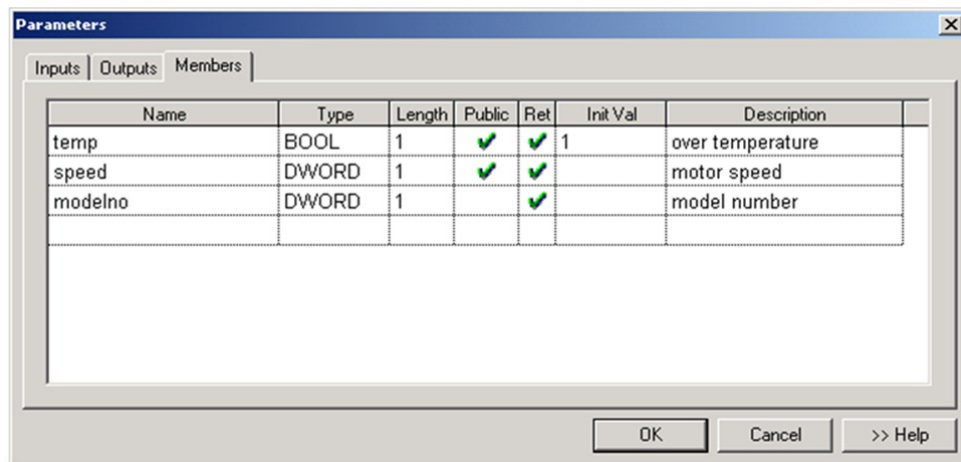 Parameters
Inputs Outputs Members
Name Type Length Public Ret Init Val Description
temp BOOL 1 1 over temperature
speed DWORD 1 motor speed
modelno DWORD 1 model number
OK Cancel >> Help